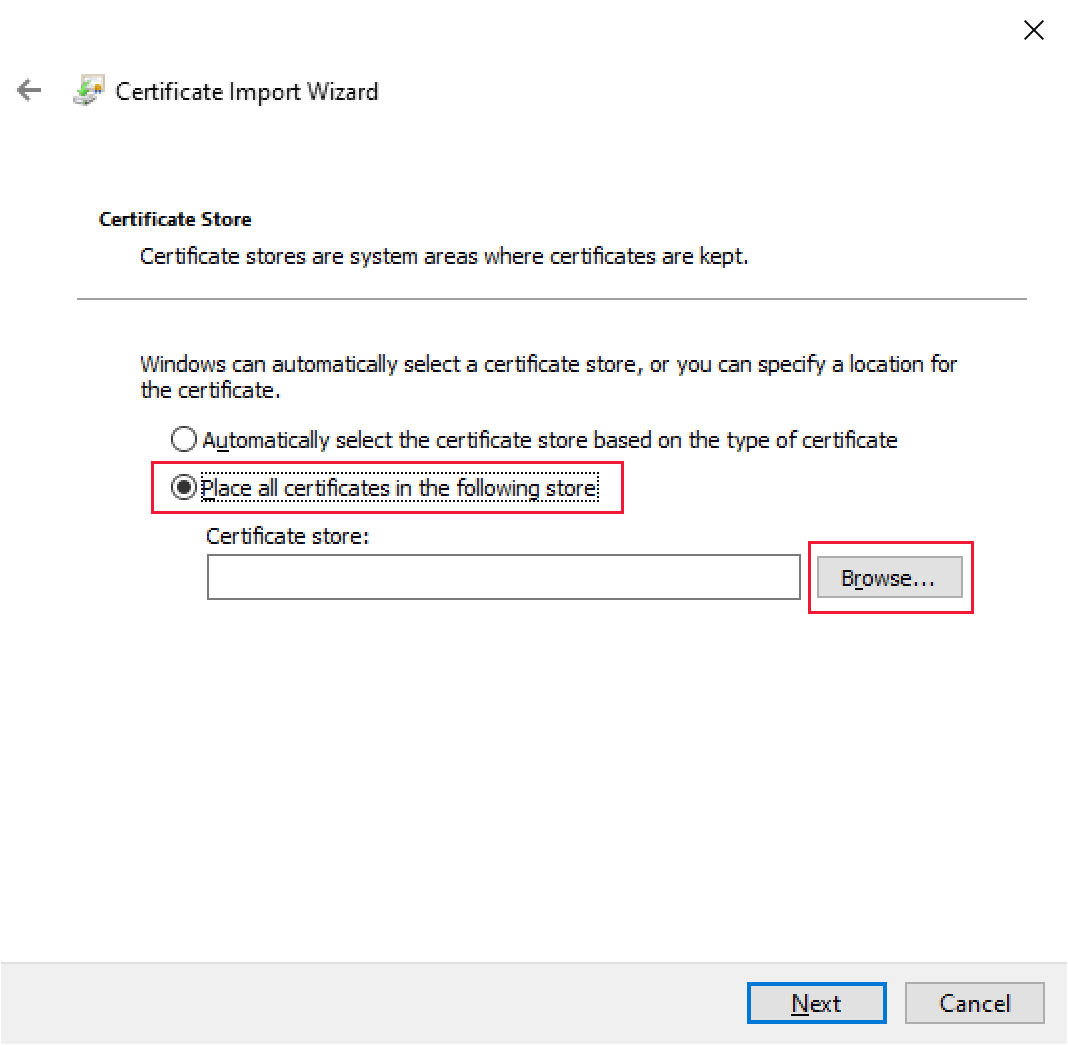 Certificate Import Wizard
Certificate Store
Certificate stores are system areas where certificates are kept.
Windows can automatically select a certificate store, or you can specify a location for
the certificate.
Automatically select the certificate store based on the type of certificate
Place all certificates in the following store
Certificate store:
Browse...
Next
Cancel